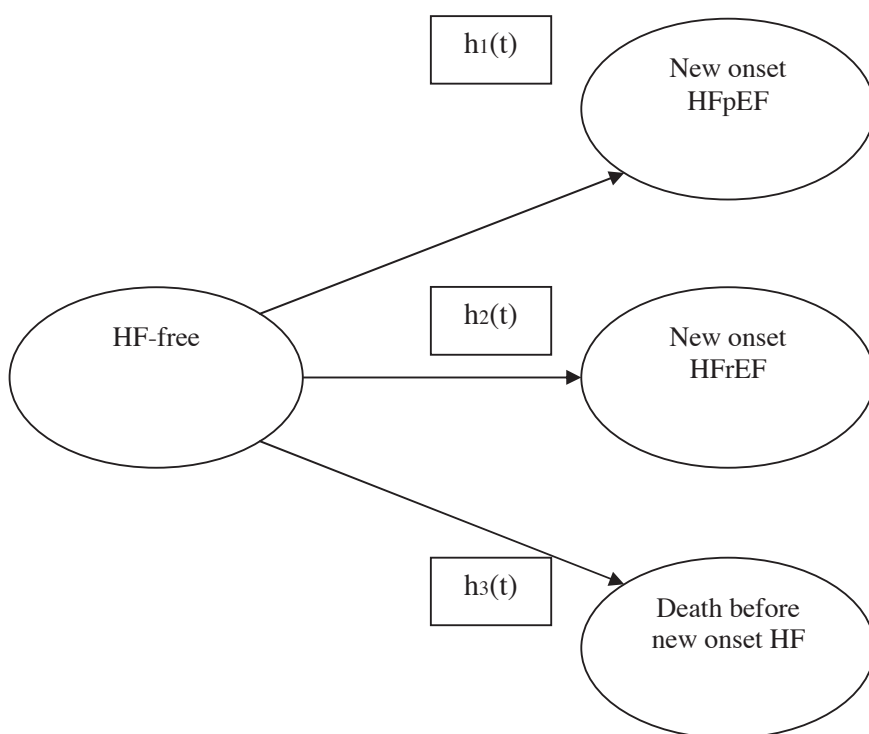 h1(t)
New onset
HFpEF
HF-free
h2(t)
New onset
HFrEF
h3(t)
Death before
new onset HF